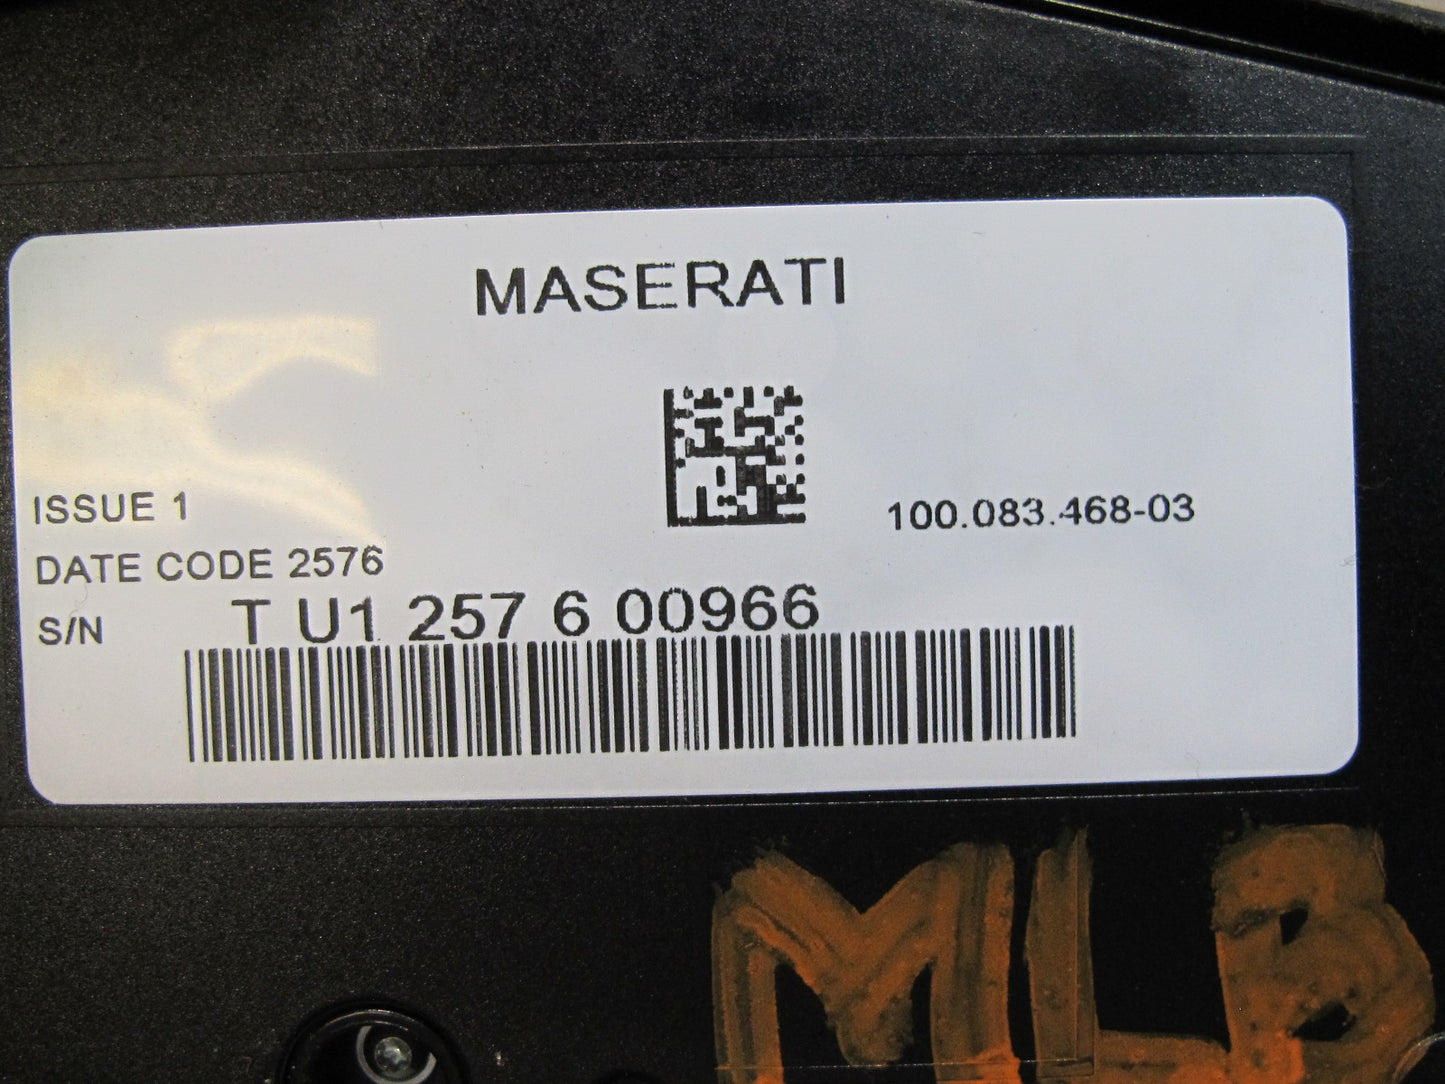 MASERATI
ISSUE 1
100.083.468-03
DATE CODE 2576
S/N T U1 257 6 00966
MLB